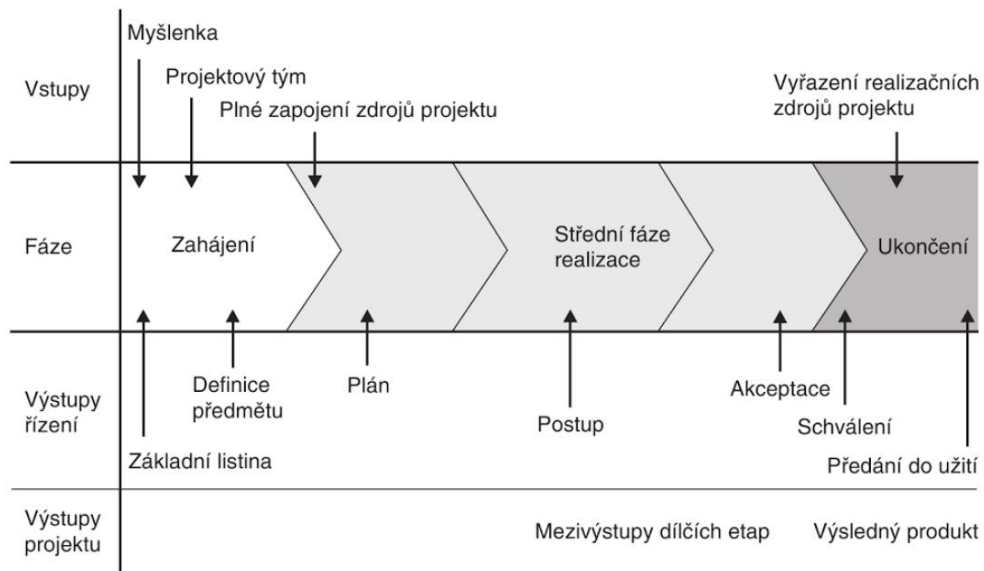 Myšlenka
Vstupy
Projektový tým
Plné zapojení zdrojů projektu
Vyřazení realizačních
zdrojů projektu
Fáze
Zahájení
Střední fáze
realizace
Ukončení
Výstupy
řízení
Základní listina
Definice
předmětu
Plán
Postup
Akceptace
Schválení
Předání do užití
Výstupy
projektu
Mezivýstupy dílčích etap
Výsledný produkt